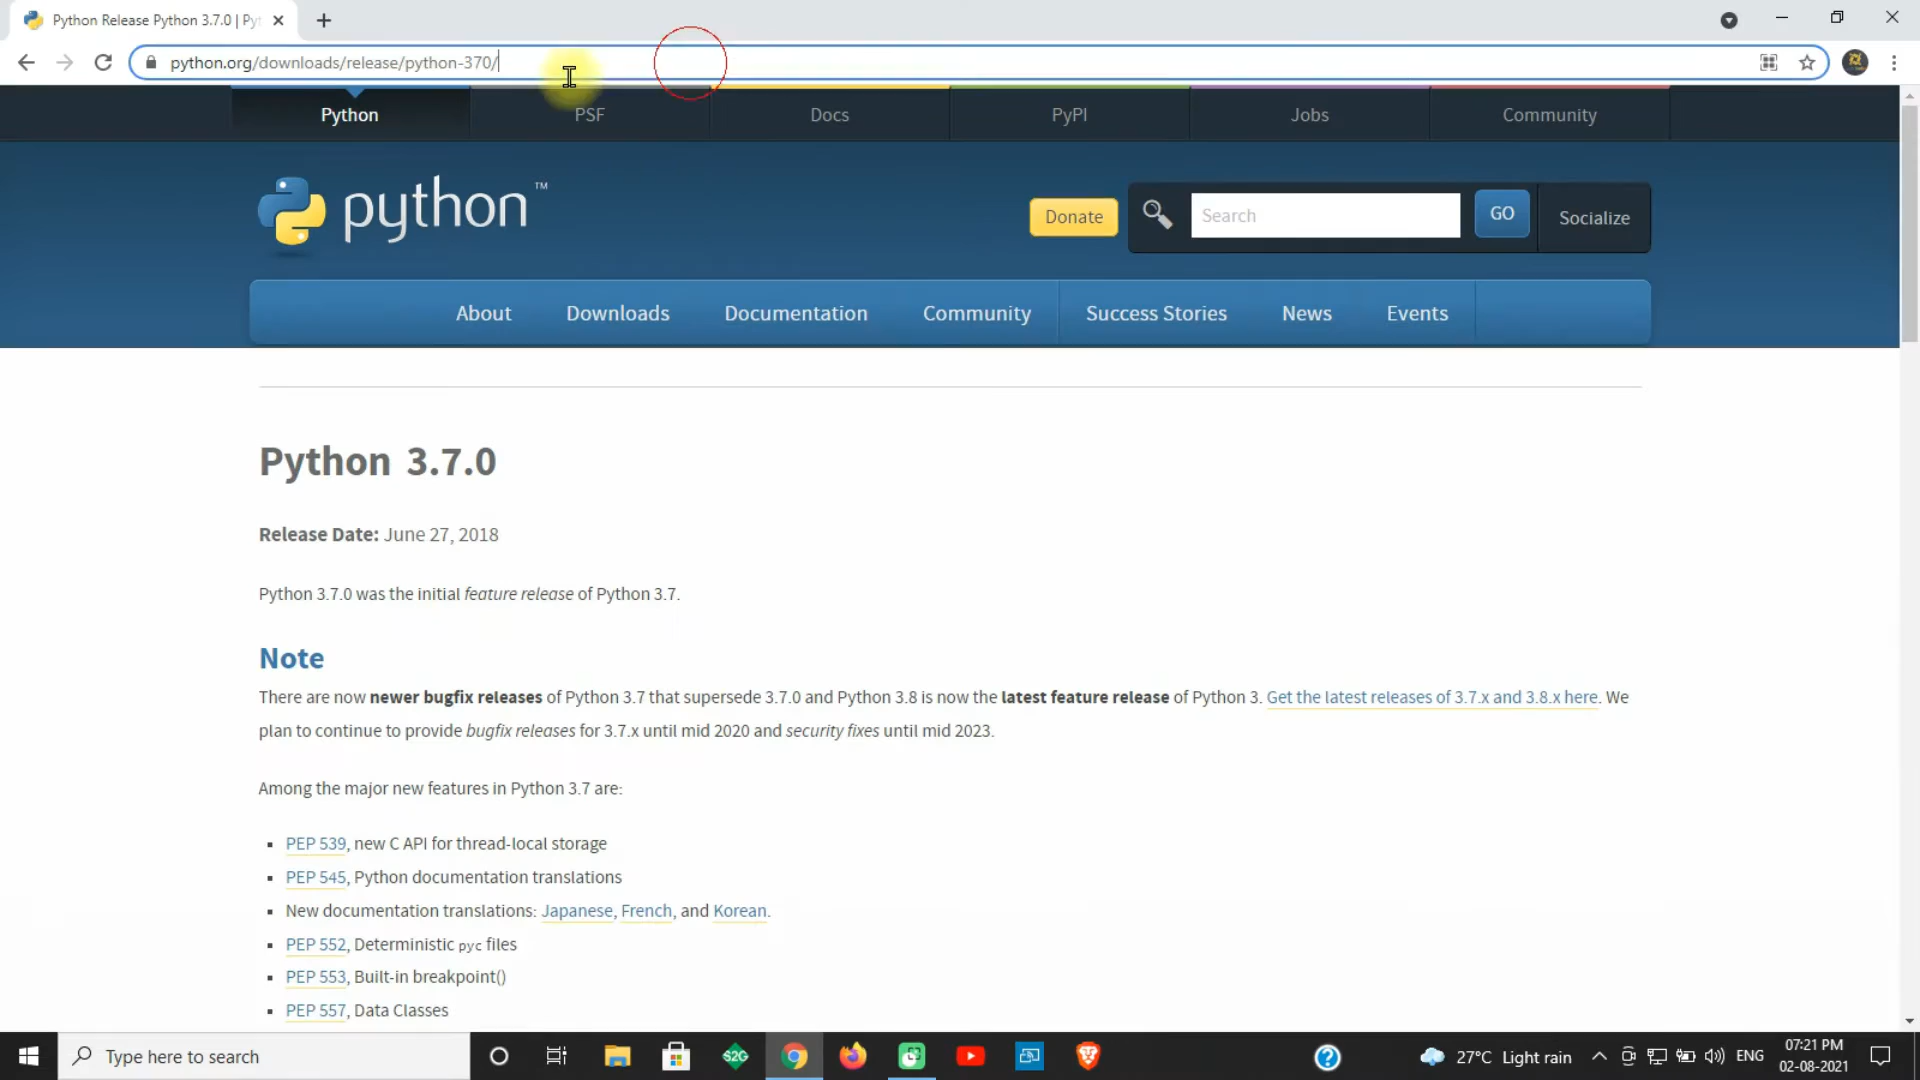 Python Release Python 3.7.0 | Py
python.org/downloads/release/python-370/
Python
PSF
Docs
PyPI
Jobs
Community
python™
Donate
Search
GO
Socialize
About
Downloads
Documentation
Community
Success Stories
News
Events
Python 3.7.0
Release Date: June 27, 2018
Python 3.7.0 was the initial feature release of Python 3.7.
Note
There are now newer bugfix releases of Python 3.7 that supersede 3.7.0 and Python 3.8 is now the latest feature release of Python 3. Get the latest releases of 3.7.x and 3.8.x here. We
plan to continue to provide bugfix releases for 3.7.x until mid 2020 and security fixes until mid 2023.
Among the major new features in Python 3.7 are:
PEP 539, new C API for thread-local storage
PEP 545, Python documentation translations
New documentation translations: Japanese, French, and Korean.
PEP 552, Deterministic pyc files
PEP 553, Built-in breakpoint()
PEP 557, Data Classes
Type here to search
S2G
27°C Light rain
ENG
07:21 PM
02-08-2021